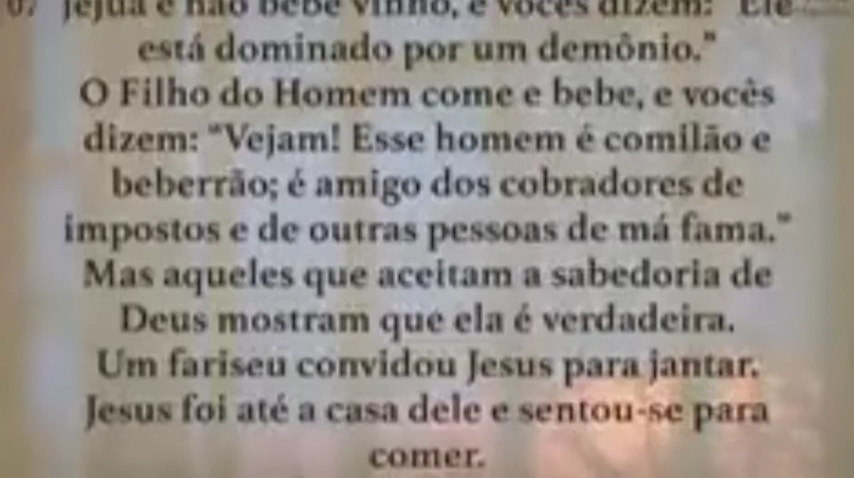 07 jejua e não bebe vinho, e vocês dizem: "Ele
está dominado por um demônio."
O Filho do Homem come e bebe, e vocês
dizem: "Vejam! Esse homem é comilão e
beberrão; é amigo dos cobradores de
impostos e de outras pessoas de má fama."
Mas aqueles que aceitam a sabedoria de
Deus mostram que ela é verdadeira.
Um fariseu convidou Jesus para jantar.
Jesus foi até a casa dele e sentou-se para
comer.